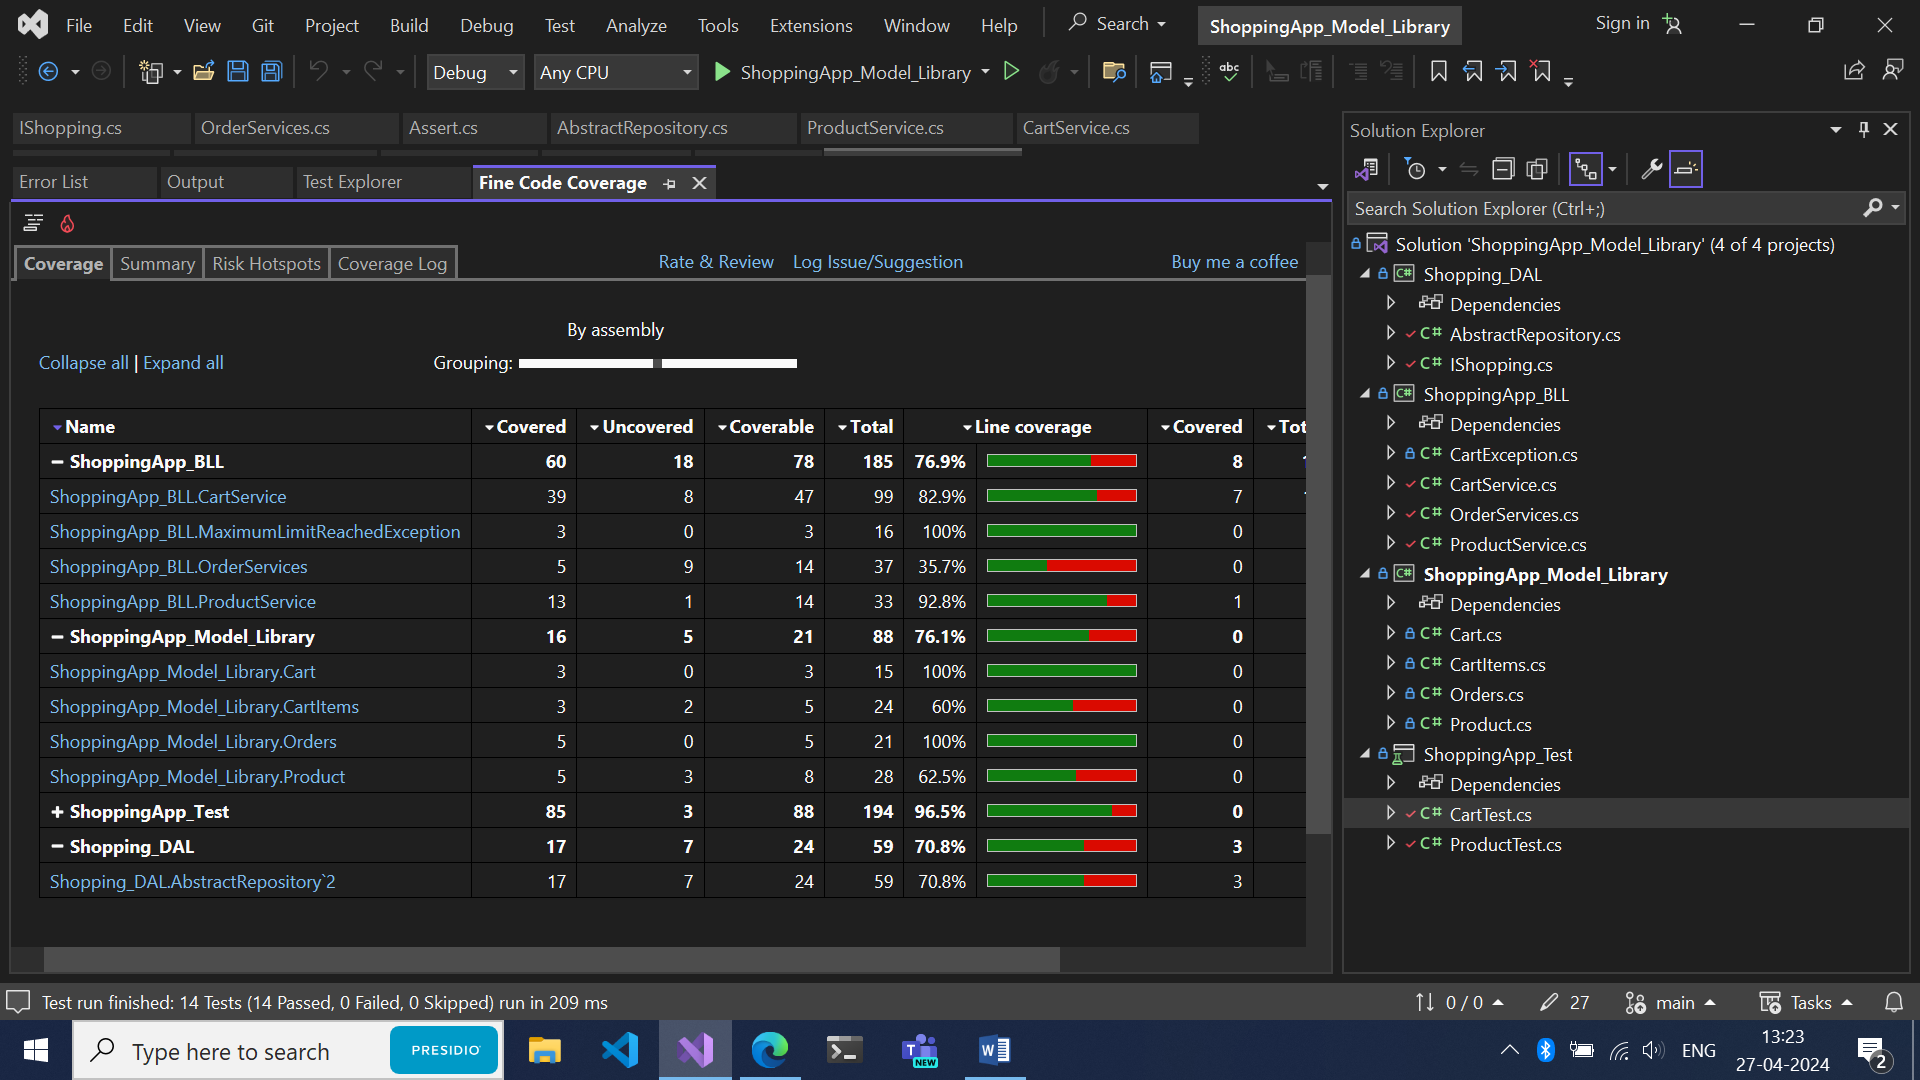 File Edit View Git Project Build Debug Test Analyze Tools Extensions Window Help Search ShoppingApp_Model_Library Sign in
Debug Any CPU ShoppingApp_Model_Library abc
IShopping.cs OrderServices.cs Assert.cs AbstractRepository.cs ProductService.cs CartService.cs
Error List Output Test Explorer Fine Code Coverage
Coverage Summary Risk Hotspots Coverage Log Rate & Review Log Issue/Suggestion Buy me a coffee
By assembly
Collapse all | Expand all Grouping:
Name Covered Uncovered Coverable Total Line coverage Covered Tot
ShoppingApp_BLL 60 18 78 185 76.9% 8
ShoppingApp_BLL.CartService 39 8 47 99 82.9% 7
ShoppingApp_BLL.MaximumLimitReachedException 3 0 3 16 100% 0
ShoppingApp_BLL.OrderServices 5 9 14 37 35.7% 0
ShoppingApp_BLL.ProductService 13 1 14 33 92.8% 1
ShoppingApp_Model_Library 16 5 21 88 76.1% 0
ShoppingApp_Model_Library.Cart 3 0 3 15 100% 0
ShoppingApp_Model_Library.CartItems 3 2 5 24 60% 0
ShoppingApp_Model_Library.Orders 5 0 5 21 100% 0
ShoppingApp_Model_Library.Product 5 3 8 28 62.5% 0
ShoppingApp_Test 85 3 88 194 96.5% 0
Shopping_DAL 17 7 24 59 70.8% 3
Shopping_DAL.AbstractRepository`2 17 7 24 59 70.8% 3
Solution Explorer
Search Solution Explorer (Ctrl+;)
Solution 'ShoppingApp_Model_Library' (4 of 4 projects)
C# Shopping_DAL
Dependencies
C# AbstractRepository.cs
C# IShopping.cs
C# ShoppingApp_BLL
Dependencies
C# CartException.cs
C# CartService.cs
C# OrderServices.cs
C# ProductService.cs
C# ShoppingApp_Model_Library
Dependencies
C# Cart.cs
C# CartItems.cs
C# Orders.cs
C# Product.cs
ShoppingApp_Test
Dependencies
C# CartTest.cs
C# ProductTest.cs
Test run finished: 14 Tests (14 Passed, 0 Failed, 0 Skipped) run in 209 ms 0 / 0 27 main Tasks
Type here to search PRESIDIO NEW ENG 13:23
27-04-2024 2